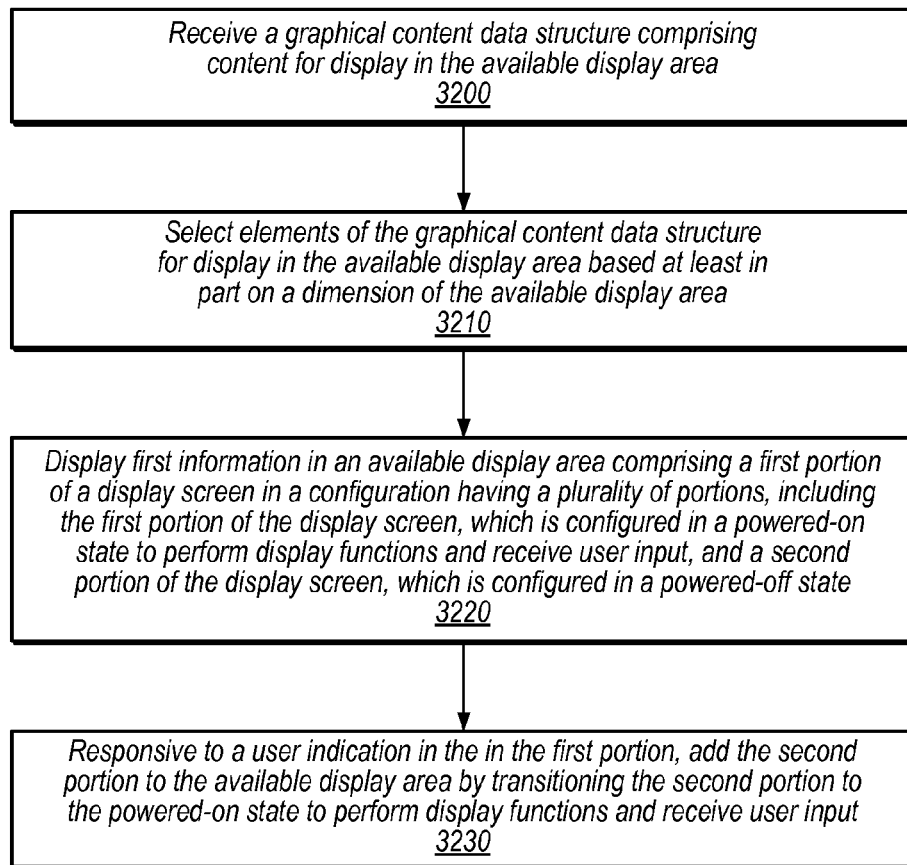 Receive a graphical content data structure comprising
content for display in the available display area
3200
Select elements of the graphical content data structure
for display in the available display area based at least in
part on a dimension of the available display area
3210
Display first information in an available display area comprising a first portion
of a display screen in a configuration having a plurality of portions, including
the first portion of the display screen, which is configured in a powered-on
state to perform display functions and receive user input, and a second
portion of the display screen, which is configured in a powered-off state
3220
Responsive to a user indication in the in the first portion, add the second
portion to the available display area by transitioning the second portion to
the powered-on state to perform display functions and receive user input
3230